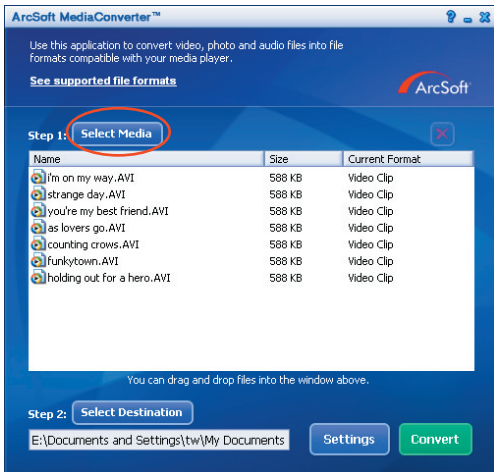 ArcSoft MediaConverter™
Use this application to convert video, photo and audio files into file
formats compatible with your media player.
See supported file formats
ArcSoft®
Step 1: Select Media
Name Size Current Format
i'm on my way.AVI 588 KB Video Clip
strange day.AVI 588 KB Video Clip
you're my best friend.AVI 588 KB Video Clip
as lovers go.AVI 588 KB Video Clip
counting crows.AVI 588 KB Video Clip
funkytown.AVI 588 KB Video Clip
holding out for a hero.AVI 588 KB Video Clip
You can drag and drop files into the window above.
Step 2: Select Destination
E:\Documents and Settings\tw\My Documents Settings Convert